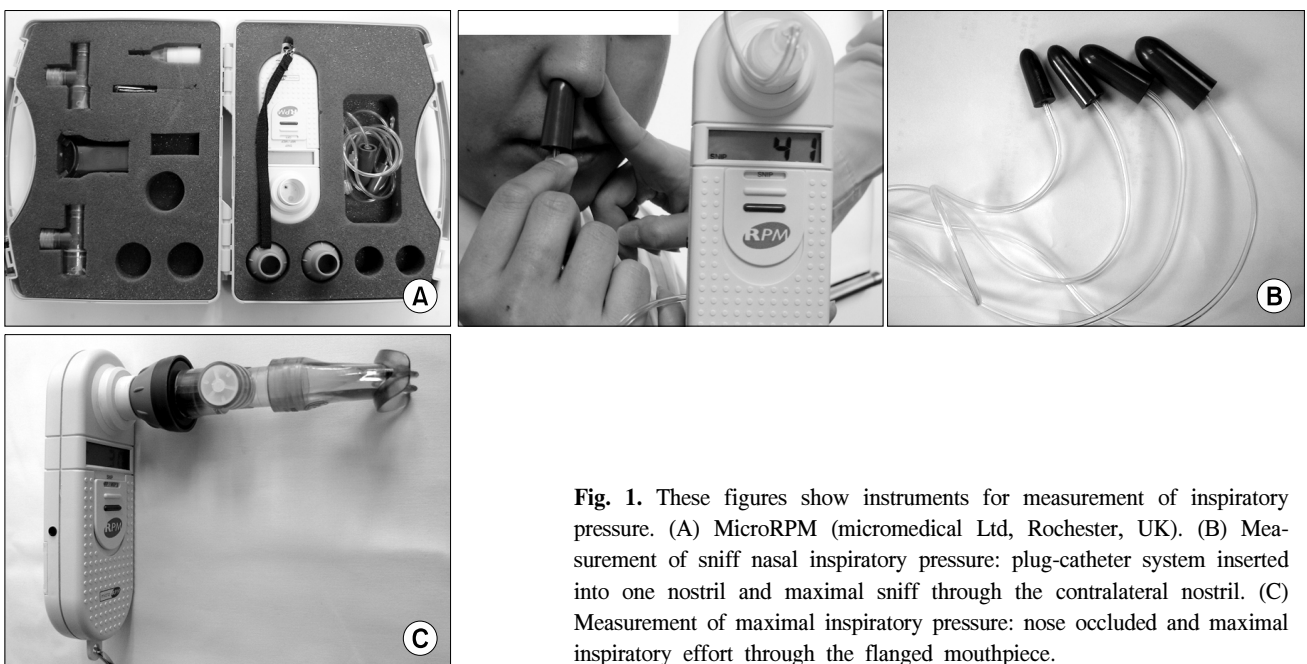 A
SNIP
41
SNIP
RPM
B
RPM
C
Fig. 1. These figures show instruments for measurement of inspiratory
pressure. (A) MicroRPM (micromedical Ltd, Rochester, UK). (B) Mea-
surement of sniff nasal inspiratory pressure: plug-catheter system inserted
into one nostril and maximal sniff through the contralateral nostril. (C)
Measurement of maximal inspiratory pressure: nose occluded and maximal
inspiratory effort through the flanged mouthpiece.